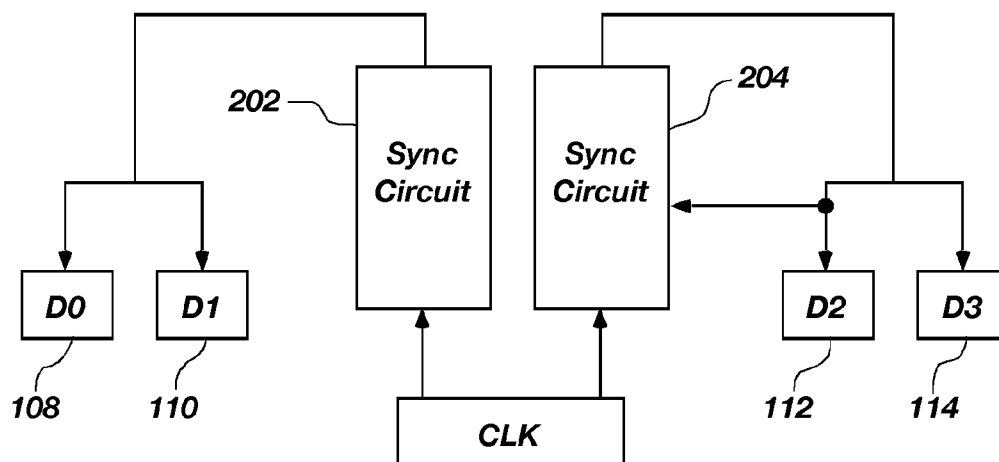 202
204
Sync
Circuit
Sync
Circuit
D0
D1
D2
D3
108
110
112
114
CLK